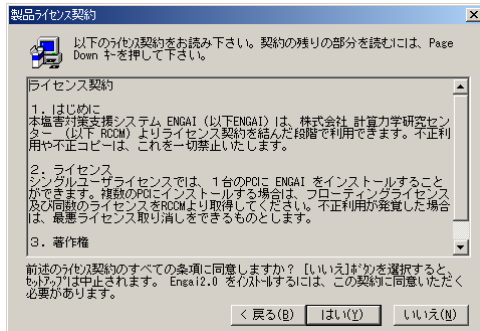 製品ライセンス契約
以下のライセンス契約をお読み下さい。契約の残りの部分を読むには、Page
Down キーを押して下さい。
ライセンス契約
1. はじめに
本塩害対策支援システム ENGAI (以下ENGAI) は、株式会社 計算力学研究セン
ター (以下 RCCM) よりライセンス契約を結んだ段階で利用できます。不正利
用や不正コピーは、これを一切禁止いたします。
2. ライセンス
シングルユーザライセンスでは、1台のPCに ENGAI をインストールすること
ができます。複数のPCにインストールする場合は、フローティングライセンス
及び同数のライセンスをRCCMより取得してください。不正利用が発覚した場合
は、最悪ライセンス取り消しをできるものとします。
3. 著作権
前述のライセンス契約のすべての条項に同意しますか? [いいえ]ボタンを選択すると、
セットアップは中止されます。 Engai2.0 をインストールするには、この契約に同意いただく
必要があります。
< 戻る(B)
はい(Y)
いいえ(N)